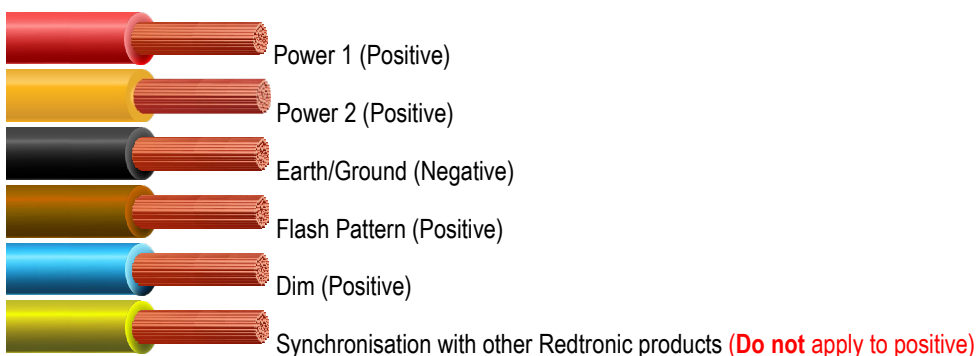 Power 1 (Positive)
Power 2 (Positive)
Earth/Ground (Negative)
Flash Pattern (Positive)
Dim (Positive)
Synchronisation with other Redtronic products (Do not apply to positive)